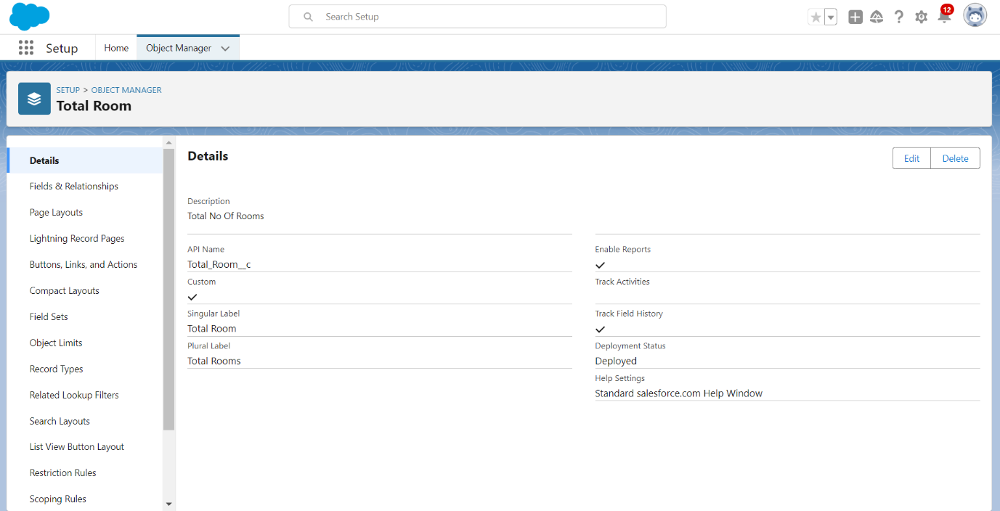 Search Setup
12
Setup
Home
Object Manager
SETUP > OBJECT MANAGER
Total Room
Details
Fields & Relationships
Page Layouts
Lightning Record Pages
Buttons, Links, and Actions
Compact Layouts
Field Sets
Object Limits
Record Types
Related Lookup Filters
Search Layouts
List View Button Layout
Restriction Rules
Scoping Rules
Details
Edit
Delete
Description
Total No Of Rooms
API Name
Total_Room__c
Custom
Singular Label
Total Room
Plural Label
Total Rooms
Enable Reports
Track Activities
Track Field History
Deployment Status
Deployed
Help Settings
Standard salesforce.com Help Window